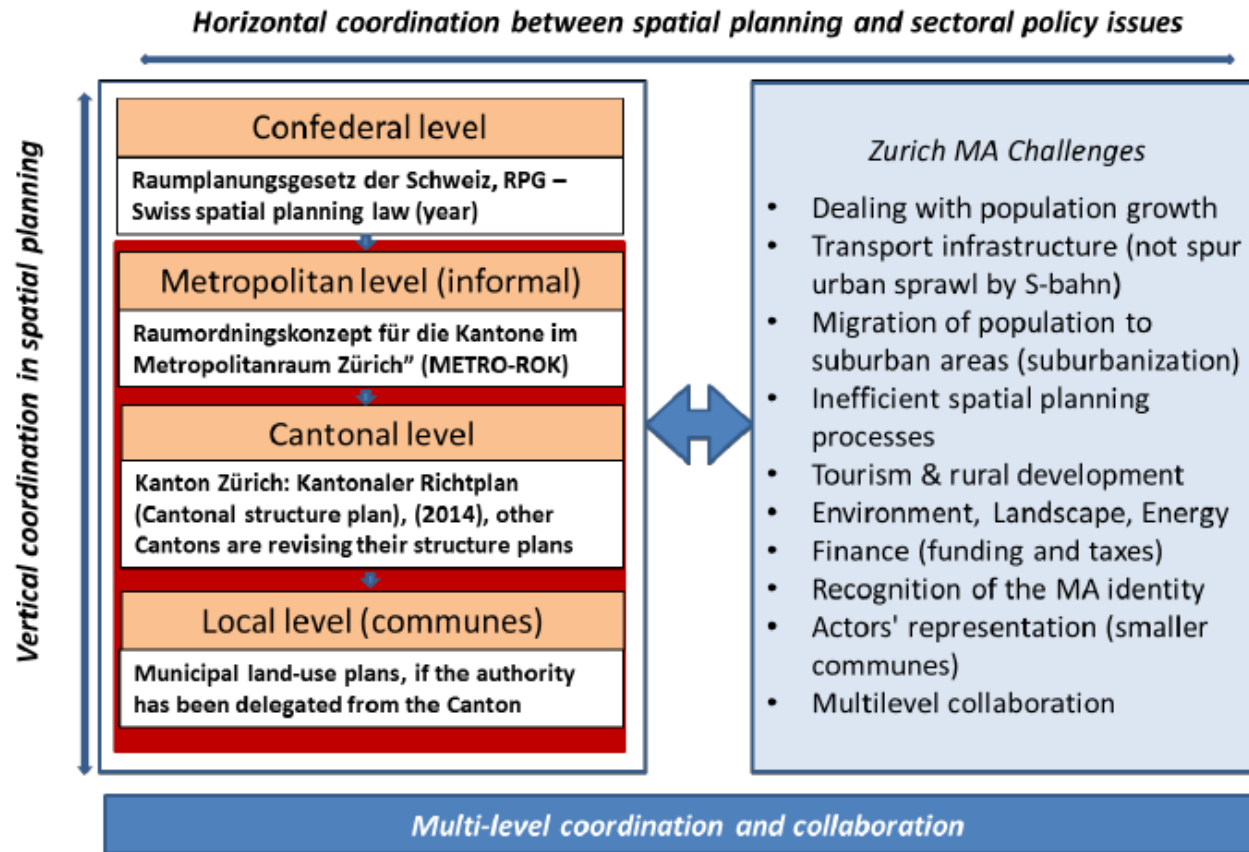 Horizontal coordination between spatial planning and sectoral policy issues
Vertical coordination in spatial planning
Confederal level
Raumplanungsgesetz der Schweiz, RPG –
Swiss spatial planning law (year)
Metropolitan level (informal)
Raumordningskonzept für die Kantone im
Metropolitanraum Zürich” (METRO-ROK)
Cantonal level
Kanton Zürich: Kantonaler Richtplan
(Cantonal structure plan), (2014), other
Cantons are revising their structure plans
Local level (communes)
Municipal land-use plans, if the authority
has been delegated from the Canton
Zurich MA Challenges
• Dealing with population growth
• Transport infrastructure (not spur
urban sprawl by S-bahn)
• Migration of population to
suburban areas (suburbanization)
• Inefficient spatial planning
processes
• Tourism & rural development
• Environment, Landscape, Energy
• Finance (funding and taxes)
• Recognition of the MA identity
• Actors' representation (smaller
communes)
• Multilevel collaboration
Multi-level coordination and collaboration